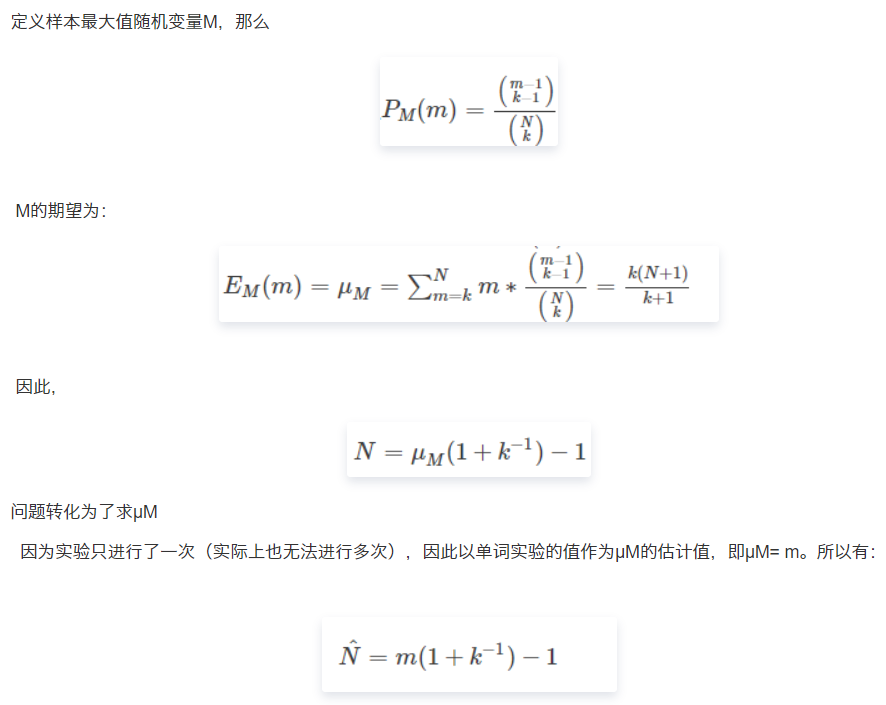 定义样本最大值随机变量M，那么
P_M(m) = \frac{\binom{m-1}{k-1}}{\binom{N}{k}}
M的期望为：
E_M(m) = μ_M = \sum_{m=k}^{N} m * \frac{\binom{m-1}{k-1}}{\binom{N}{k}} = \frac{k(N+1)}{k+1}
因此，
N = μ_M(1 + k^{-1}) - 1
问题转化为了求μM
因为实验只进行了一次（实际上也无法进行多次），因此以单词实验的值作为μM的估计值，即μM= m。所以有：
\hat{N} = m(1 + k^{-1}) - 1